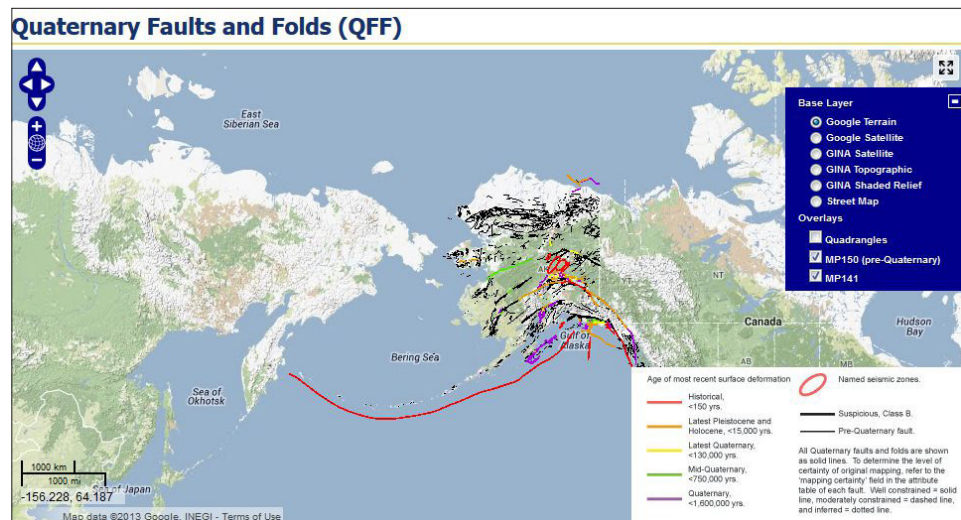 Quaternary Faults and Folds (QFF)
East
Siberian Sea
Base Layer
Google Terrain
Google Satellite
GINA Satellite
GINA Topographic
GINA Shaded Relief
Street Map
Overlays
Quadrangles
MP150 (pre-Quaternary)
MP141
AK
NT
Canada
Hudson
Bay
Gulf of
Alaska
Bering Sea
Sea of
Okhotsk
AB
MB
Age of most recent surface deformation
Historical,
<150 yrs.
Latest Pleistocene and
Holocene, <15,000 yrs.
Latest Quaternary,
<130,000 yrs.
Mid-Quaternary,
<750,000 yrs.
Quaternary,
<1,600,000 yrs.
Named seismic zones.
Suspicious, Class B.
Pre-Quaternary fault.
All Quaternary faults and folds are shown
as solid lines. To determine the level of
certainty of original mapping, refer to the
'mapping certainty' field in the attribute
table of each fault. Well constrained = solid
line, moderately constrained = dashed line,
and inferred = dotted line.
1000 km
1000 mi
Sea of Japan
-156.228, 64.187
Map data ©2013 Google, INEGI - Terms of Use